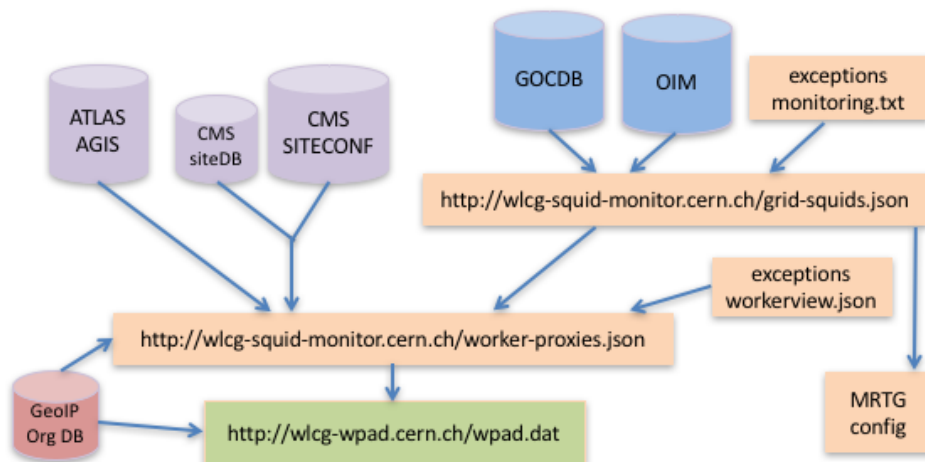 GOCDB
OIM
exceptions
monitoring.txt
ATLAS
AGIS
CMS
siteDB
CMS
SITECONF
http://wlcg-squid-monitor.cern.ch/grid-squids.json
exceptions
workerview.json
http://wlcg-squid-monitor.cern.ch/worker-proxies.json
GeoIP
Org DB
http://wlcg-wpad.cern.ch/wpad.dat
MRTG
config